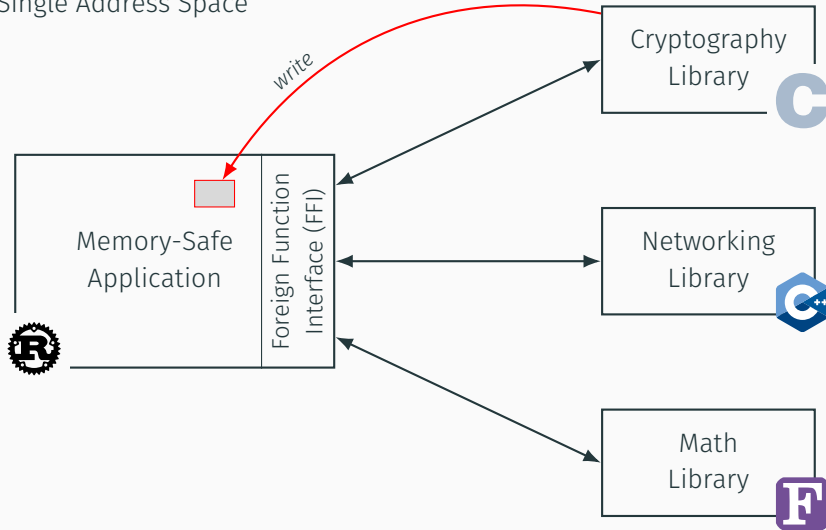 Single Address Space
write
Cryptography
Library
C
Memory-Safe
Application
Foreign Function
Interface (FFI)
R
Networking
Library
C++
Math
Library
F